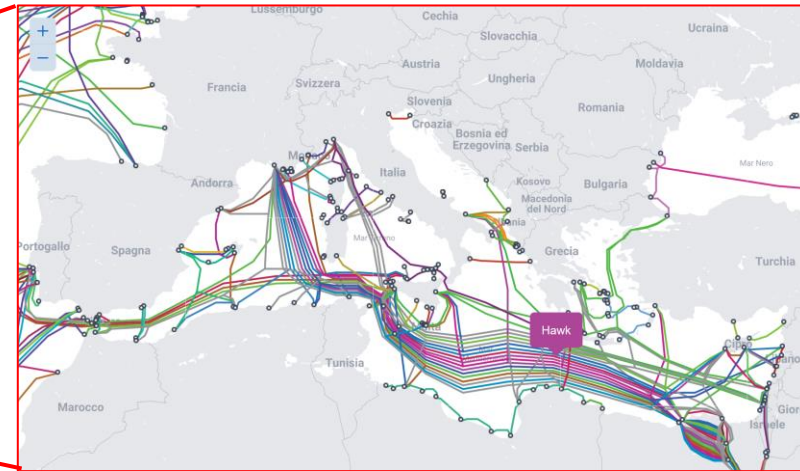 Lussemburgo
Cechia
Ucraina
+
Slovacchia
−
Austria
Moldavia
Francia
Svizzera
Ungheria
Slovenia
Romania
Croazia
Bosnia ed
Erzegovina
Serbia
Mar Nero
Italia
Andorra
Kosovo
Bulgaria
Macedonia
del Nord
Portogallo
Spagna
Grecia
Turchia
Hawk
Cipro
Tunisia
Marocco
Israele